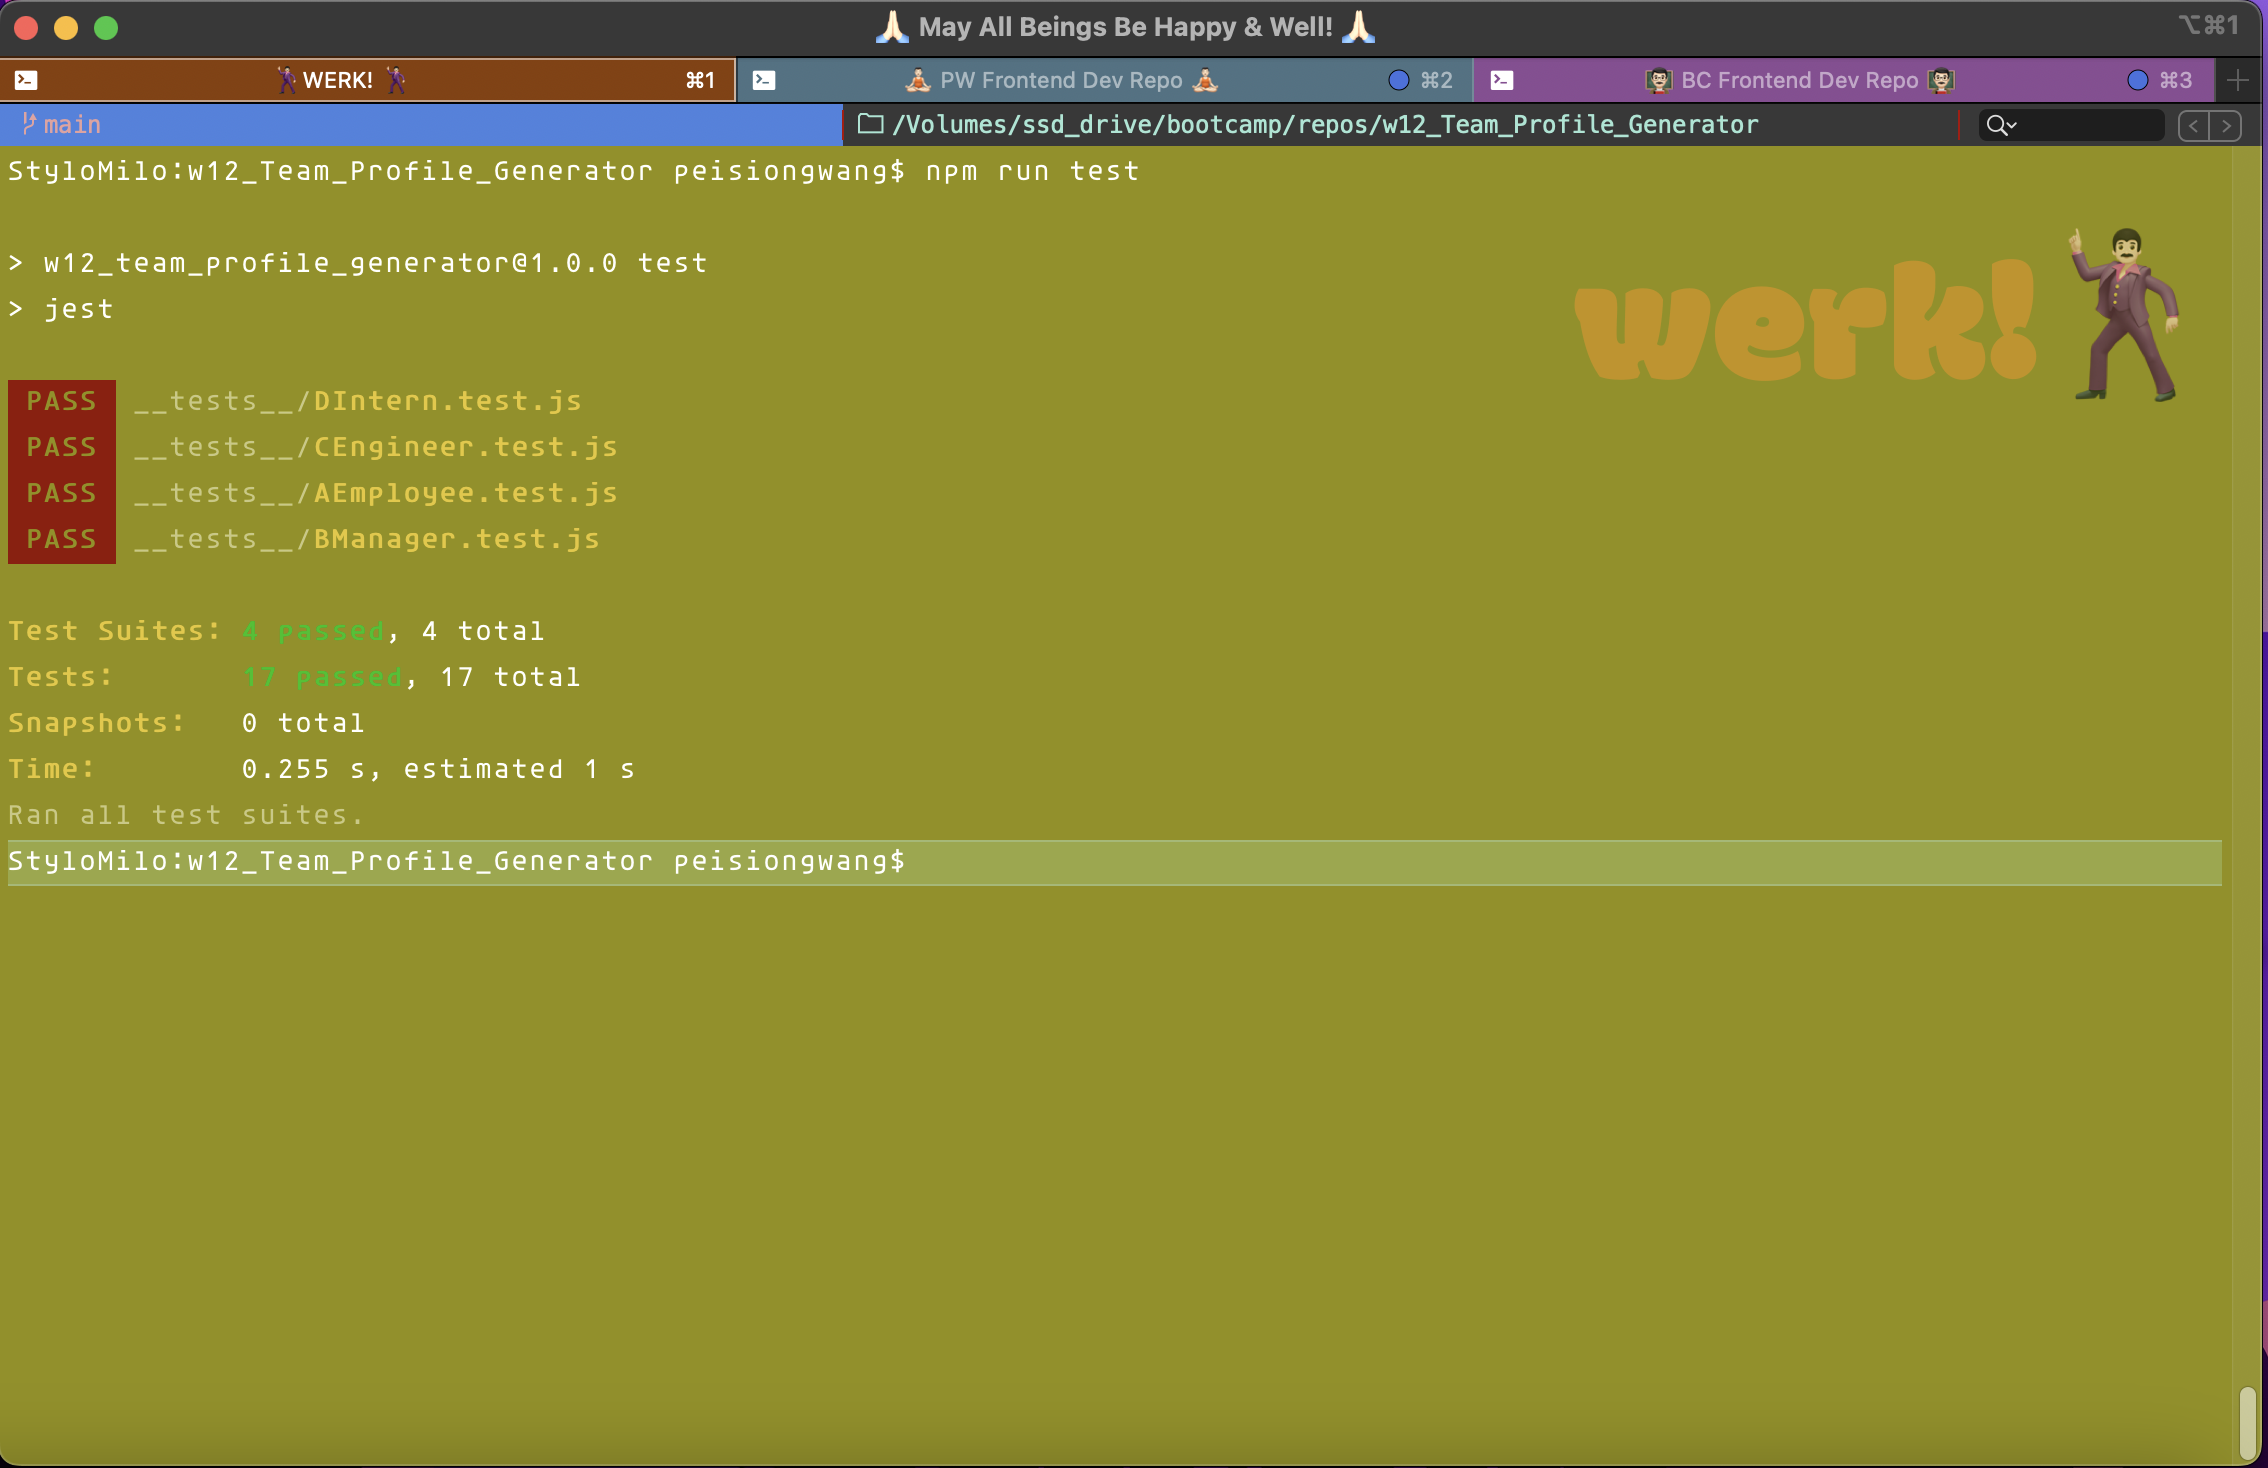 🙏🏻 May All Beings Be Happy & Well! 🙏🏻
⌥⌘1
🕺🏻 WERK! 🕺🏻
⌘1
🧘🏻 PW Frontend Dev Repo 🧘🏻
⌘2
👨🏻‍🏫 BC Frontend Dev Repo 👨🏻‍🏫
⌘3
main
/Volumes/ssd_drive/bootcamp/repos/w12_Team_Profile_Generator
StyloMilo:w12_Team_Profile_Generator peisiongwang$ npm run test
> w12_team_profile_generator@1.0.0 test
> jest
werk!
PASS __tests__/DIntern.test.js
PASS __tests__/CEngineer.test.js
PASS __tests__/AEmployee.test.js
PASS __tests__/BManager.test.js
Test Suites: 4 passed, 4 total
Tests: 17 passed, 17 total
Snapshots: 0 total
Time: 0.255 s, estimated 1 s
Ran all test suites.
StyloMilo:w12_Team_Profile_Generator peisiongwang$